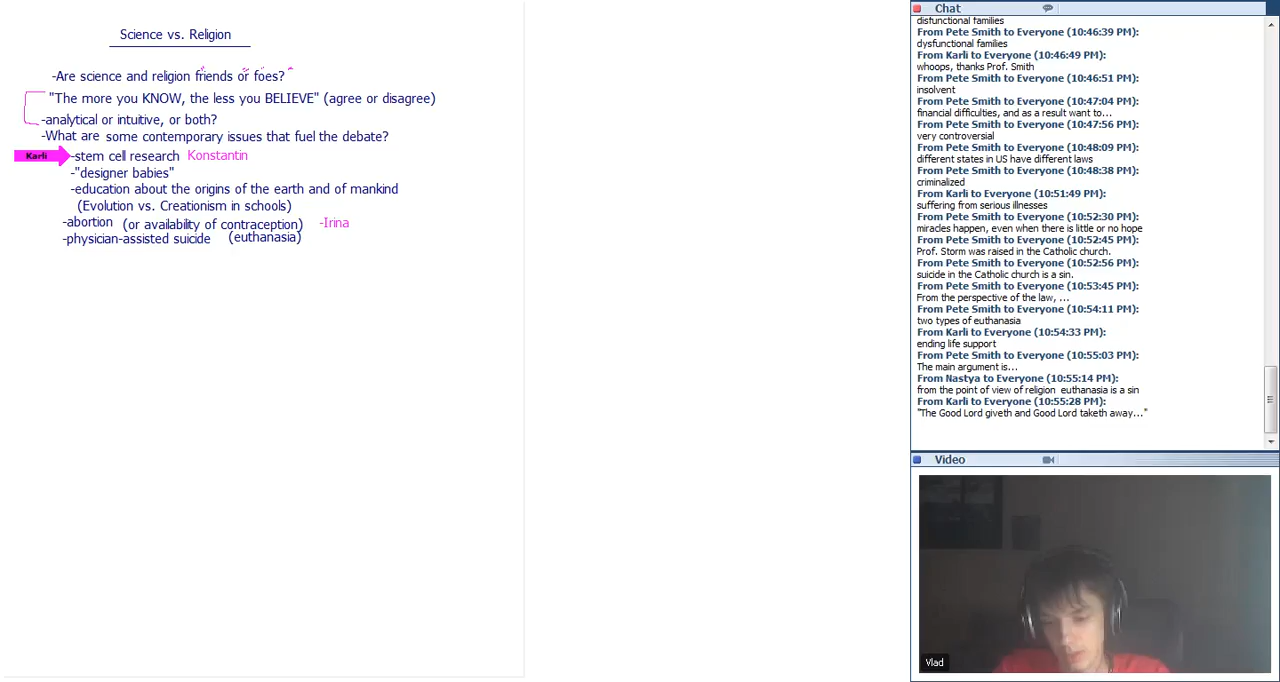 Science vs. Religion
-Are science and religion friends or foes?
"The more you KNOW, the less you BELIEVE" (agree or disagree)
-analytical or intuitive, or both?
-What are some contemporary issues that fuel the debate?
Karli
-stem cell research Konstantin
-"designer babies"
-education about the origins of the earth and of mankind
(Evolution vs. Creationism in schools)
-abortion (or availability of contraception) -Irina
-physician-assisted suicide (euthanasia)
Chat
disfunctional families
From Pete Smith to Everyone (10:46:39 PM):
dysfunctional families
From Karli to Everyone (10:46:49 PM):
whoops, thanks Prof. Smith
From Pete Smith to Everyone (10:46:51 PM):
insolvent
From Pete Smith to Everyone (10:47:04 PM):
financial difficulties, and as a result want to...
From Pete Smith to Everyone (10:47:56 PM):
very controversial
From Pete Smith to Everyone (10:48:09 PM):
different states in US have different laws
From Pete Smith to Everyone (10:48:38 PM):
criminalized
From Karli to Everyone (10:51:49 PM):
suffering from serious illnesses
From Pete Smith to Everyone (10:52:30 PM):
miracles happen, even when there is little or no hope
From Pete Smith to Everyone (10:52:45 PM):
Prof. Storm was raised in the Catholic church.
From Pete Smith to Everyone (10:52:56 PM):
suicide in the Catholic church is a sin.
From Pete Smith to Everyone (10:53:45 PM):
From the perspective of the law, ...
From Pete Smith to Everyone (10:54:11 PM):
two types of euthanasia
From Karli to Everyone (10:54:33 PM):
ending life support
From Pete Smith to Everyone (10:55:03 PM):
The main argument is...
From Nastya to Everyone (10:55:14 PM):
from the point of view of religion euthanasia is a sin
From Karli to Everyone (10:55:28 PM):
"The Good Lord giveth and Good Lord taketh away..."
Video
Vlad